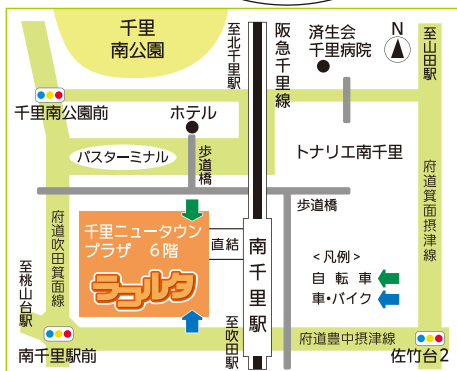 千里
南公園
至北千里駅
阪急千里線
済生会
千里病院
N
至山田駅
千里南公園前
ホテル
バスターミナル
歩道橋
トナリエ南千里
府道箕面摂津線
歩道橋
府道吹田箕面線
千里ニュータウン
プラザ 6階
ラコルタ
直結
南千里駅
<凡例>
自転車
車・バイク
至桃山台駅
南千里駅前
至吹田駅
府道豊中摂津線
佐竹台2